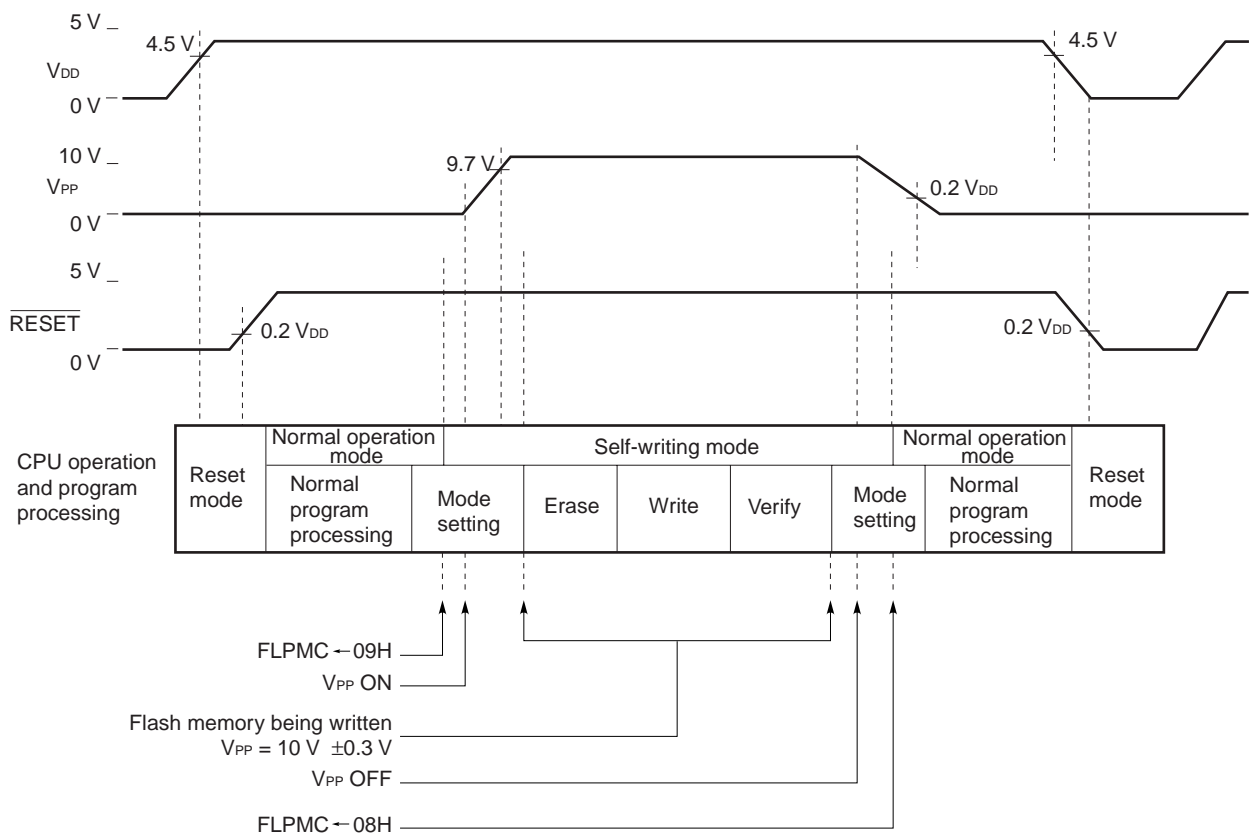 5 V
4.5 V
4.5 V
VDD
0 V
10 V
9.7 V
VPP
0.2 VDD
0 V
5 V
RESET
0.2 VDD
0.2 VDD
0 V
CPU operation
and program
processing
Reset
mode
Normal operation
mode
Self-writing mode
Normal operation
mode
Reset
mode
Normal
program
processing
Mode
setting
Erase
Write
Verify
Mode
setting
Normal
program
processing
FLPMC ← 09H
VPP ON
Flash memory being written
VPP = 10 V ±0.3 V
VPP OFF
FLPMC ← 08H